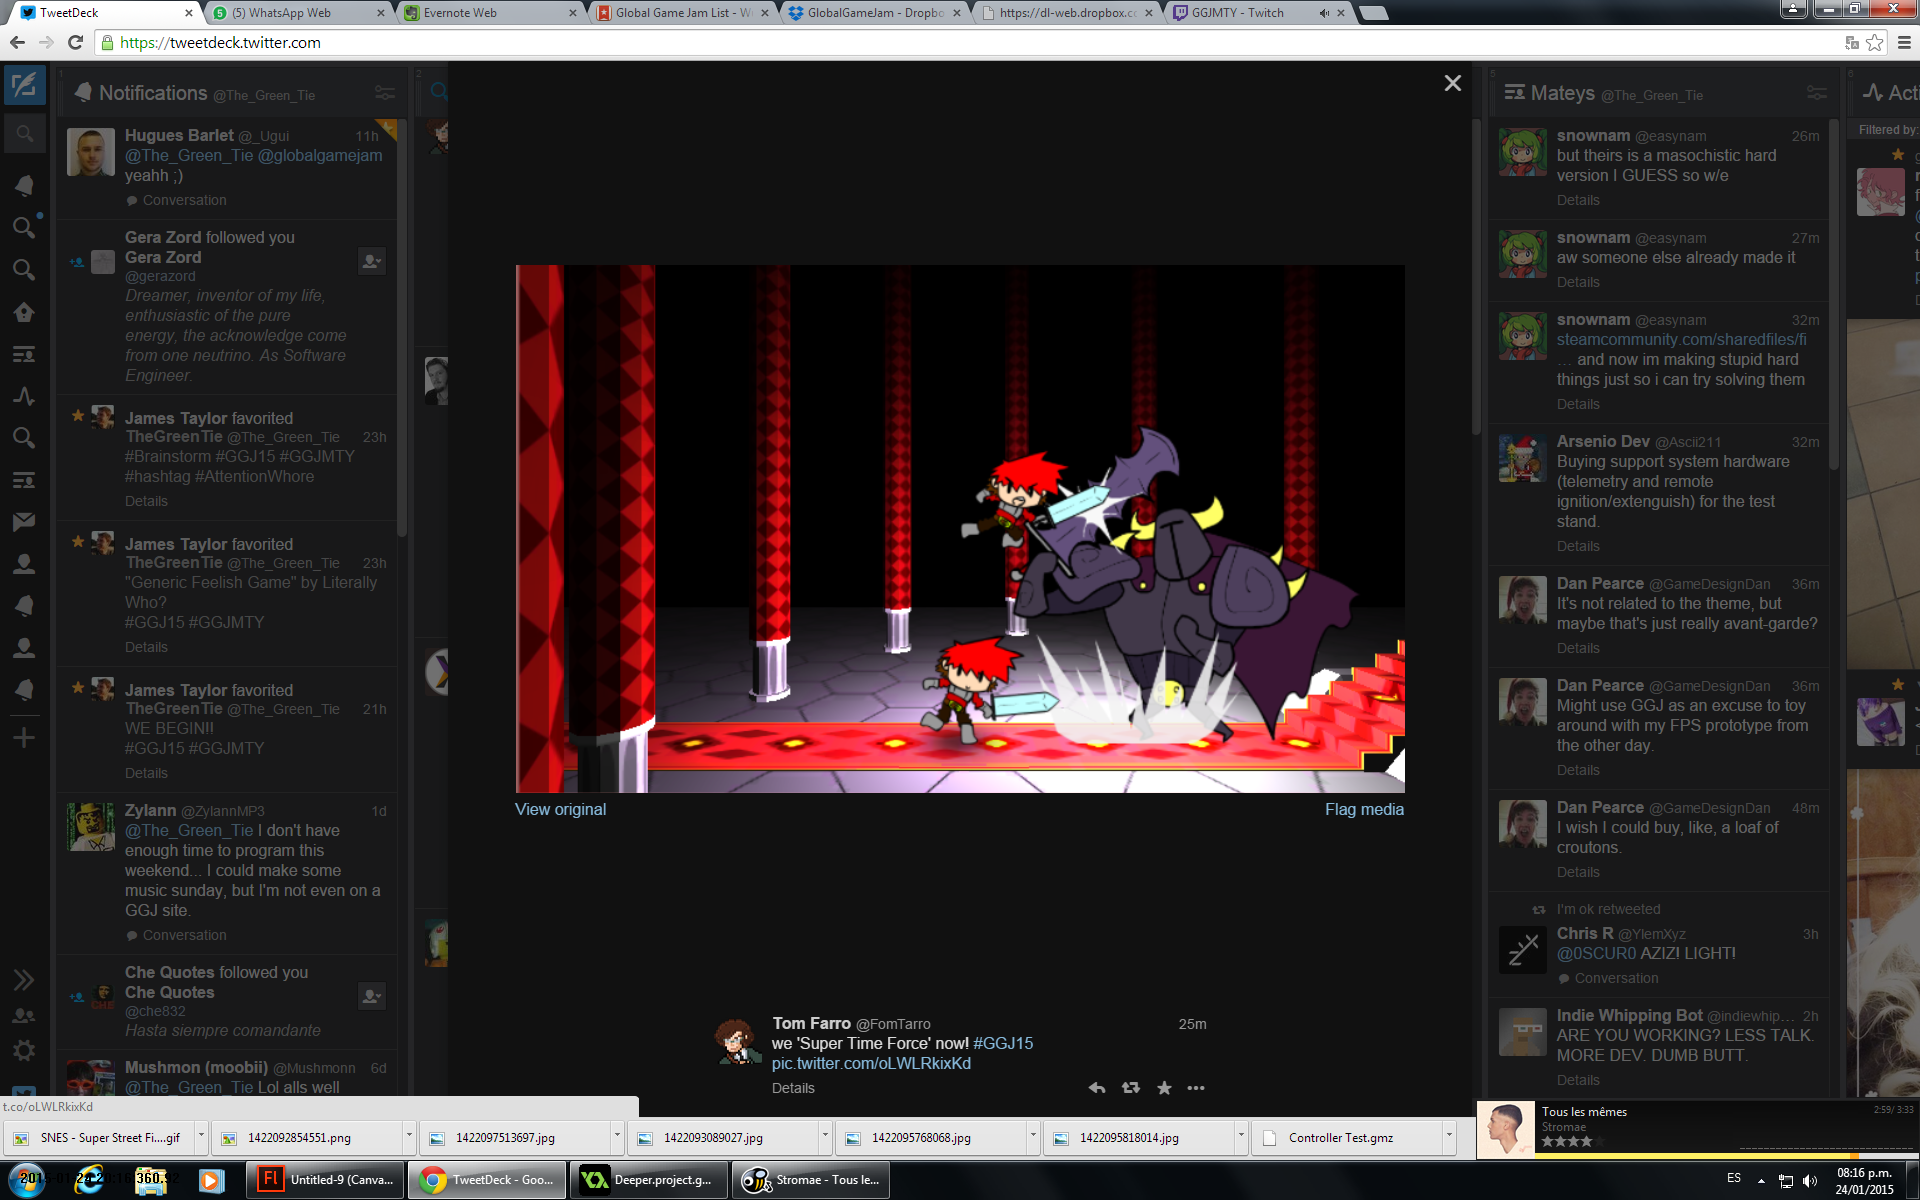 TweetDeck
(5) WhatsApp Web
Evernote Web
Global Game Jam List - W
GlobalGameJam - Dropbo
https://dl-web.dropbox.c
GGJMTY - Twitch
https://tweetdeck.twitter.com
1
Notifications @The_Green_Tie
Hugues Barlet @_Ugui 11h
@The_Green_Tie @globalgamejam
yeahh ;)
Conversation
Gera Zord followed you
Gera Zord
@gerazord
Dreamer, inventor of my life,
enthusiastic of the pure
energy, the acknowledge come
from one neutrino. As Software
Engineer.
James Taylor favorited
TheGreenTie @The_Green_Tie 23h
#Brainstorm #GGJ15 #GGJMTY
#hashtag #AttentionWhore
Details
James Taylor favorited
TheGreenTie @The_Green_Tie 23h
"Generic Feelish Game" by Literally
Who?
#GGJ15 #GGJMTY
Details
James Taylor favorited
TheGreenTie @The_Green_Tie 21h
WE BEGIN!!
#GGJ15 #GGJMTY
Details
Zylann @ZylannMP3 1d
@The_Green_Tie I don't have
enough time to program this
weekend... I could make some
music sunday, but I'm not even on a
GGJ site.
Conversation
Che Quotes followed you
Che Quotes
@che832
Hasta siempre comandante
Mushmon (moobii) @Mushmonn 6d
@The_Green_Tie Lol alls well
t.co/oLWLRkixKd
2
View original
Flag media
Tom Farro @FomTarro 25m
we 'Super Time Force' now! #GGJ15
pic.twitter.com/oLWLRkixKd
Details
5
Mateys @The_Green_Tie
snownam @easynam 26m
but theirs is a masochistic hard
version I GUESS so w/e
Details
snownam @easynam 27m
aw someone else already made it
Details
snownam @easynam 32m
steamcommunity.com/sharedfiles/fi
… and now im making stupid hard
things just so i can try solving them
Details
Arsenio Dev @Ascii211 32m
Buying support system hardware
(telemetry and remote
ignition/extenguish) for the test
stand.
Details
Dan Pearce @GameDesignDan 36m
It's not related to the theme, but
maybe that's just really avant-garde?
Details
Dan Pearce @GameDesignDan 36m
Might use GGJ as an excuse to toy
around with my FPS prototype from
the other day.
Details
Dan Pearce @GameDesignDan 48m
I wish I could buy, like, a loaf of
croutons.
Details
I'm ok retweeted
Chris R @YlemXyz 3h
@0SCUR0 AZIZ! LIGHT!
Conversation
Indie Whipping Bot @indiewhip... 2h
ARE YOU WORKING? LESS TALK.
MORE DEV. DUMB BUTT.
Details
6
Acti
Filtered by:
Tous les mêmes 2:59/ 3:33
Stromae
SNES - Super Street Fi....gif
1422092854551.png
1422097513697.jpg
1422093089027.jpg
1422095768068.jpg
1422095818014.jpg
Controller Test.gmz
Untitled-9 (Canva...
TweetDeck - Goo...
Deeper.project.g...
Stromae - Tous le...
ES
08:16 p.m.
24/01/2015